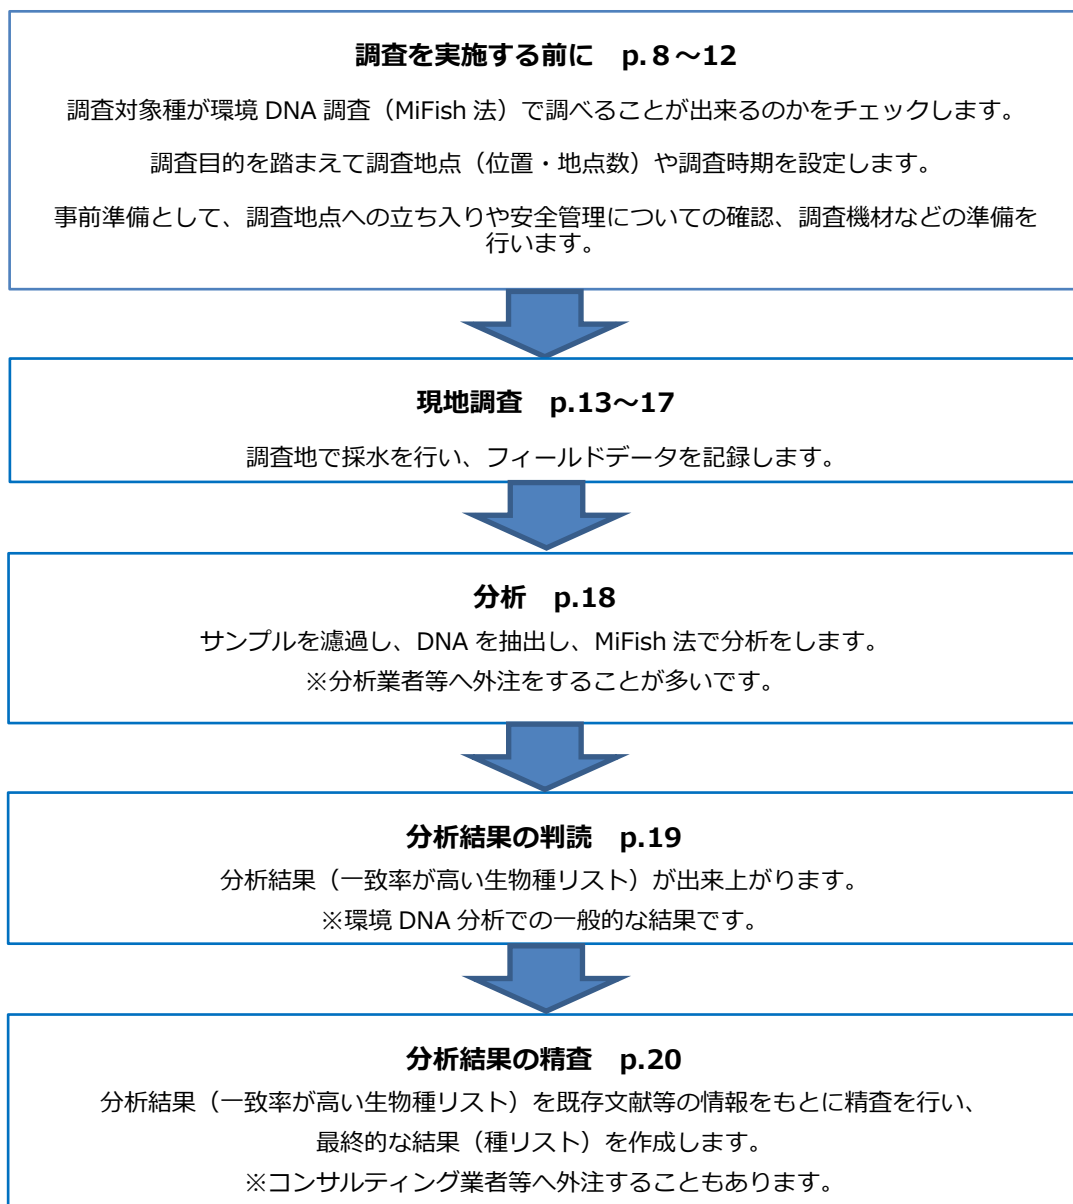 調査を実施する前に　p.８～12
調査対象種が環境 DNA 調査（MiFish 法）で調べることが出来るのかをチェックします。
調査目的を踏まえて調査地点（位置・地点数）や調査時期を設定します。
事前準備として、調査地点への立ち入りや安全管理についての確認、調査機材などの準備を
行います。
現地調査　p.13～17
調査地で採水を行い、フィールドデータを記録します。
分析　p.18
サンプルを濾過し、DNA を抽出し、MiFish 法で分析をします。
※分析業者等へ外注をすることが多いです。
分析結果の判読　p.19
分析結果（一致率が高い生物種リスト）が出来上がります。
※環境 DNA 分析での一般的な結果です。
分析結果の精査　p.20
分析結果（一致率が高い生物種リスト）を既存文献等の情報をもとに精査を行い、
最終的な結果（種リスト）を作成します。
※コンサルティング業者等へ外注することもあります。